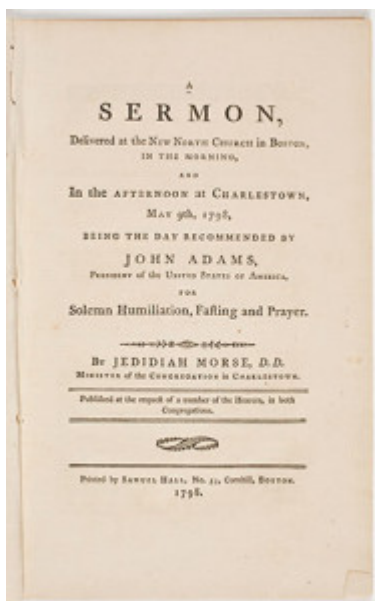 A
SERMON,
Delivered at the New North Church in Boston,
IN THE MORNING,
AND
In the AFTERNOON at CHARLESTOWN,
MAY 9th, 1798,
BEING THE DAY RECOMMENDED BY
JOHN ADAMS,
PRESIDENT of the UNITED STATES OF AMERICA,
FOR
Solemn Humiliation, Faſting and Prayer.
BY JEDIDIAH MORSE, D.D.
MINISTER of the CONGREGATION in CHARLESTOWN.
Publiſhed at the requeſt of a number of the Hearers, in both
Congregations.
Printed by SAMUEL HALL, No. 53, Cornhill, BOSTON.
1798.